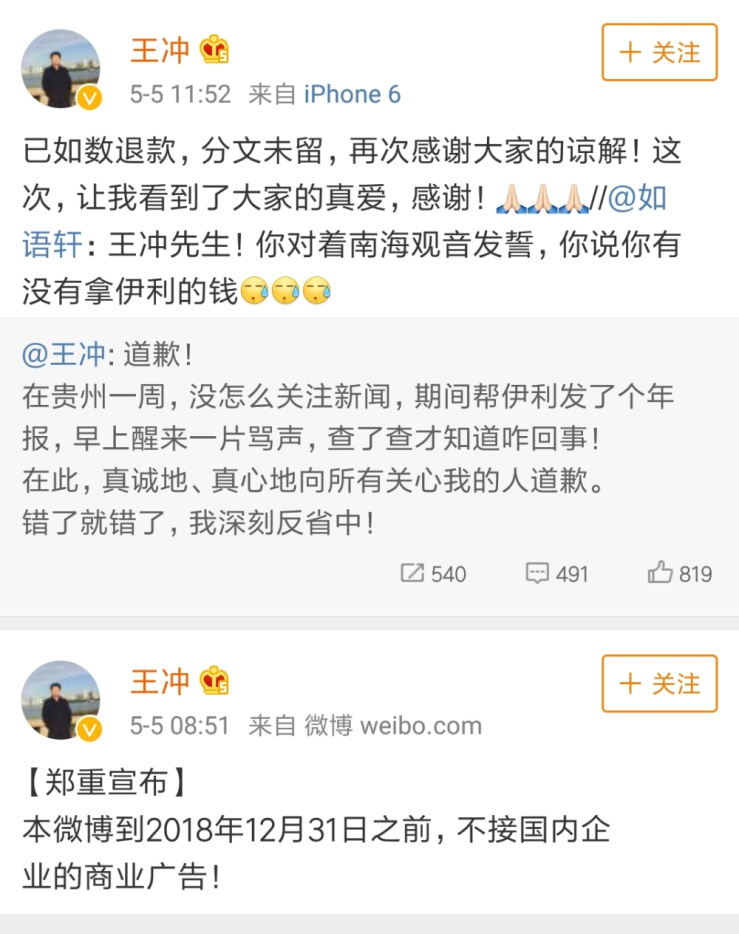 王冲
+ 关注
5-5 11:52 来自 iPhone 6
已如数退款，分文未留，再次感谢大家的谅解！这
次，让我看到了大家的真爱，感谢！🙏🙏🙏//@如
语轩：王冲先生！你对着南海观音发誓，你说你有
没有拿伊利的钱😪😪😪
@王冲: 道歉！
在贵州一周，没怎么关注新闻，期间帮伊利发了个年
报，早上醒来一片骂声，查了查才知道咋回事！
在此，真诚地、真心地向所有关心我的人道歉。
错了就错了，我深刻反省中！
540 491 819
王冲
+ 关注
5-5 08:51 来自 微博 weibo.com
【郑重宣布】
本微博到2018年12月31日之前，不接国内企
业的商业广告！